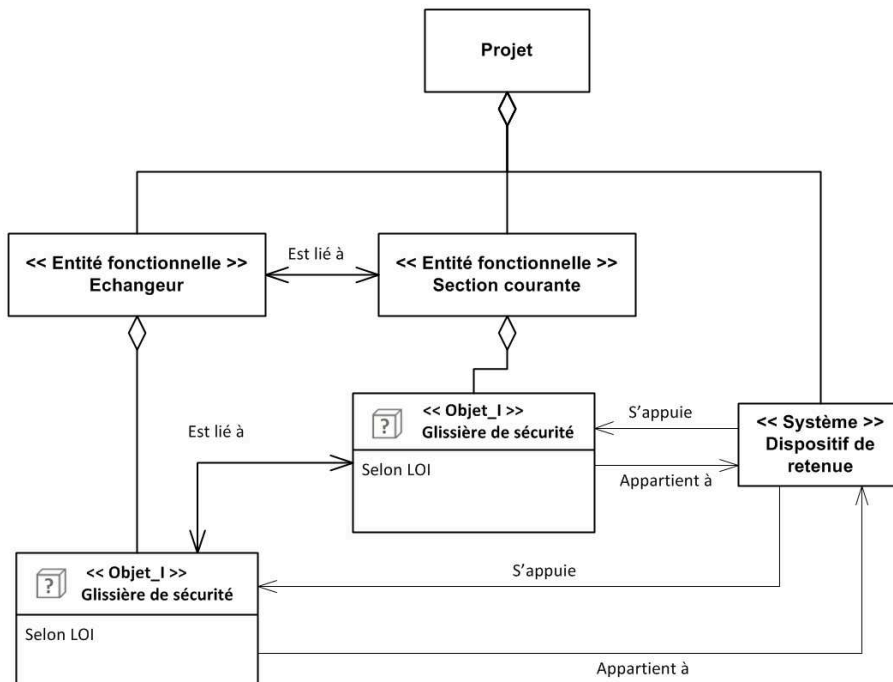 Projet
<< Entité fonctionnelle >>
Echangeur
Est lié à
<< Entité fonctionnelle >>
Section courante
<< Objet_I >>
Glissière de sécurité
?
Selon LOI
S'appuie
Appartient à
<< Système >>
Dispositif de
retenue
Est lié à
<< Objet_I >>
Glissière de sécurité
?
Selon LOI
S'appuie
Appartient à